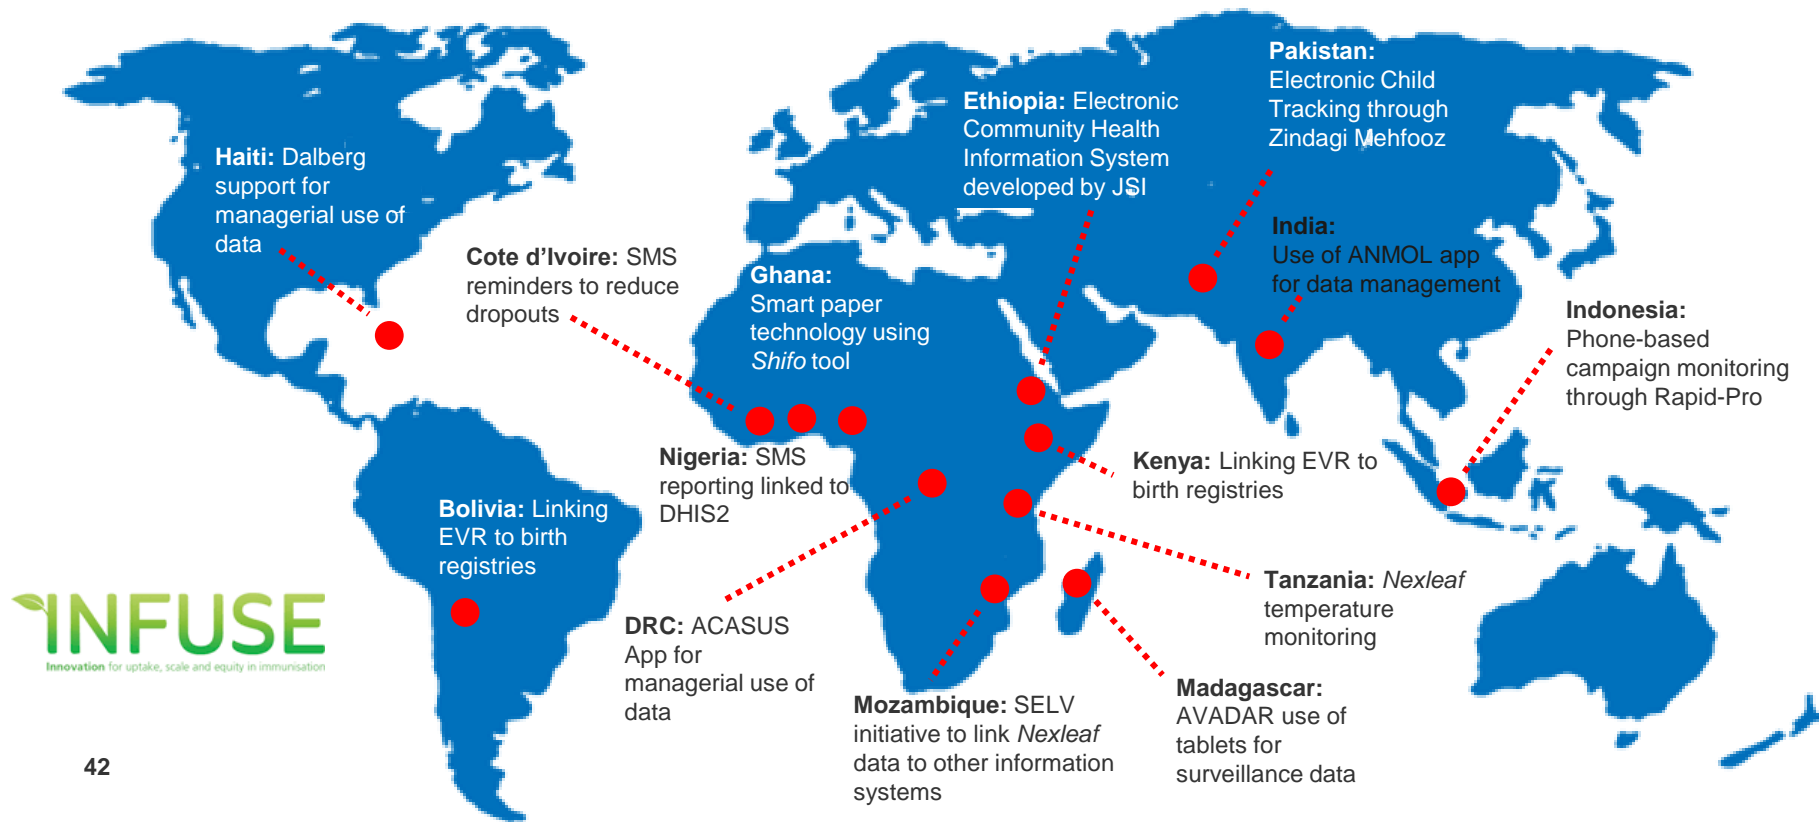 Haiti: Dalberg
support for
managerial use of
data
Cote d’Ivoire: SMS
reminders to reduce
dropouts
Ghana:
Smart paper
technology using
Shifo tool
Ethiopia: Electronic
Community Health
Information System
developed by JSI
Pakistan:
Electronic Child
Tracking through
Zindagi Mehfooz
India:
Use of ANMOL app
for data management
Indonesia:
Phone-based
campaign monitoring
through Rapid-Pro
Nigeria: SMS
reporting linked to
DHIS2
Kenya: Linking EVR to
birth registries
Bolivia: Linking
EVR to birth
registries
Tanzania: Nexleaf
temperature
monitoring
DRC: ACASUS
App for
managerial use of
data
Mozambique: SELV
initiative to link Nexleaf
data to other information
systems
Madagascar:
AVADAR use of
tablets for
surveillance data
INFUSE
Innovation for uptake, scale and equity in immunisation
42